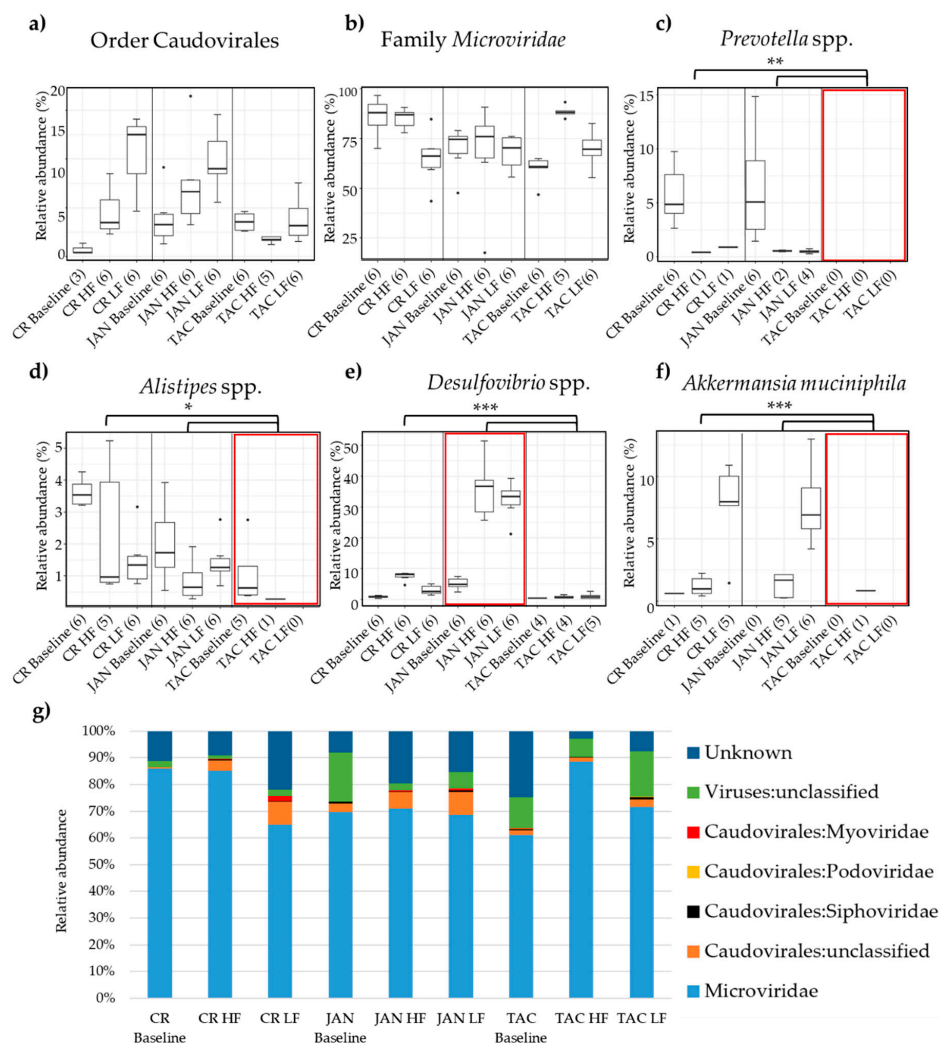 a)
Order Caudovirales
Relative abundance (%)
20
15
10
5
0
CR Baseline (3)
CR HF (6)
CR LF (6)
JAN Baseline (6)
JAN HF (6)
JAN LF (6)
TAC Baseline (6)
TAC HF (5)
TAC LF(6)
b)
Family Microviridae
Relative abundance (%)
100
75
50
25
CR Baseline (6)
CR HF (6)
CR LF (6)
JAN Baseline (6)
JAN HF (6)
JAN LF (6)
TAC Baseline (6)
TAC HF (5)
TAC LF(6)
c)
Prevotella spp.
**
Relative abundance (%)
15
10
5
0
CR Baseline (6)
CR HF (1)
CR LF (1)
JAN Baseline (6)
JAN HF (2)
JAN LF (4)
TAC Baseline (0)
TAC HF (0)
TAC LF(0)
d)
Alistipes spp.
*
Relative abundance (%)
5
4
3
2
1
CR Baseline (6)
CR HF (5)
CR LF (6)
JAN Baseline (6)
JAN HF (6)
JAN LF (6)
TAC Baseline (5)
TAC HF (1)
TAC LF(0)
e)
Desulfovibrio spp.
***
Relative abundance (%)
50
40
30
20
10
0
CR Baseline (6)
CR HF (6)
CR LF (6)
JAN Baseline (6)
JAN HF (6)
JAN LF (6)
TAC Baseline (4)
TAC HF (4)
TAC LF(5)
f)
Akkermansia muciniphila
***
Relative abundance (%)
10
5
0
CR Baseline (1)
CR HF (5)
CR LF (5)
JAN Baseline (0)
JAN HF (5)
JAN LF (6)
TAC Baseline (0)
TAC HF (1)
TAC LF(0)
g)
Relative abundance
100%
90%
80%
70%
60%
50%
40%
30%
20%
10%
0%
CR
Baseline
CR HF
CR LF
JAN
Baseline
JAN HF
JAN LF
TAC
Baseline
TAC HF
TAC LF
Unknown
Viruses:unclassified
Caudovirales:Myoviridae
Caudovirales:Podoviridae
Caudovirales:Siphoviridae
Caudovirales:unclassified
Microviridae